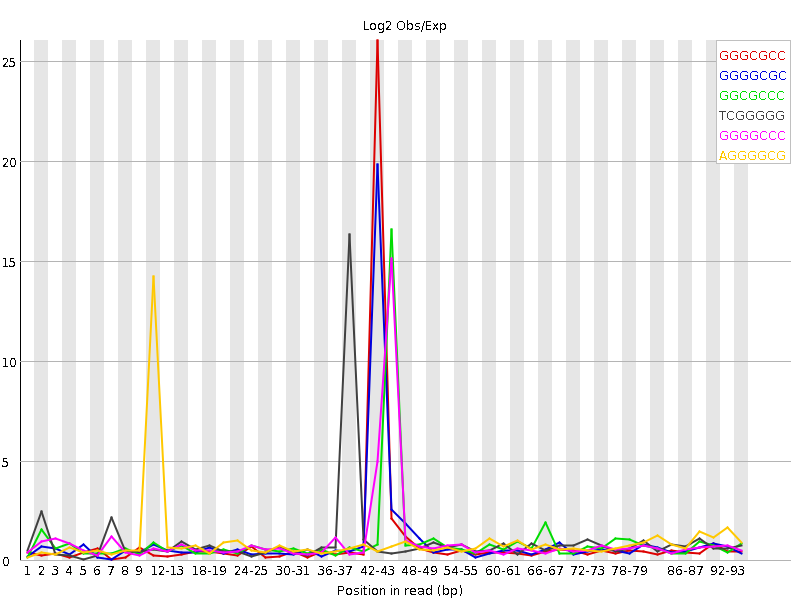 Log2 Obs/Exp
25
20
15
10
5
0
GGGCGCC
GGGGCGC
GGCGCCC
TCGGGGG
GGGGCCC
AGGGGCG
1 2 3 4 5 6 7 8 9 12-13 18-19 24-25 30-31 36-37 42-43 48-49 54-55 60-61 66-67 72-73 78-79 86-87 92-93
Position in read (bp)